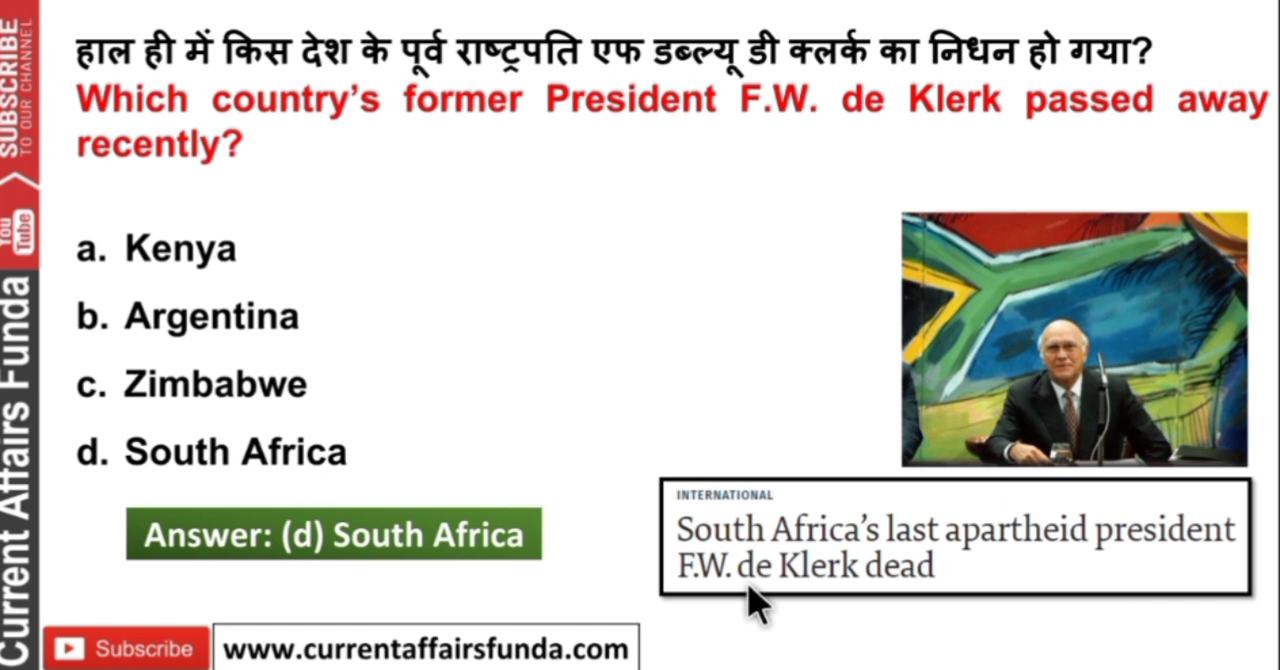 हाल ही में किस देश के पूर्व राष्ट्रपति एफ डब्ल्यू डी क्लर्क का निधन हो गया?
Which country's former President F.W. de Klerk passed away
recently?
a. Kenya
b. Argentina
c. Zimbabwe
d. South Africa
Answer: (d) South Africa
INTERNATIONAL
South Africa's last apartheid president
F.W. de Klerk dead
Subscribe
www.currentaffairsfunda.com
SUBSCRIBE
TO OUR CHANNEL
You
Tube
Current Affairs Funda